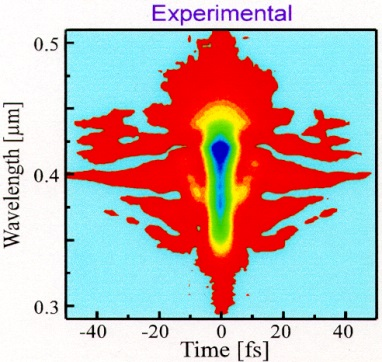 Experimental
0.5
0.4
0.3
Wavelength [μm]
-40 -20 0 20 40
Time [fs]